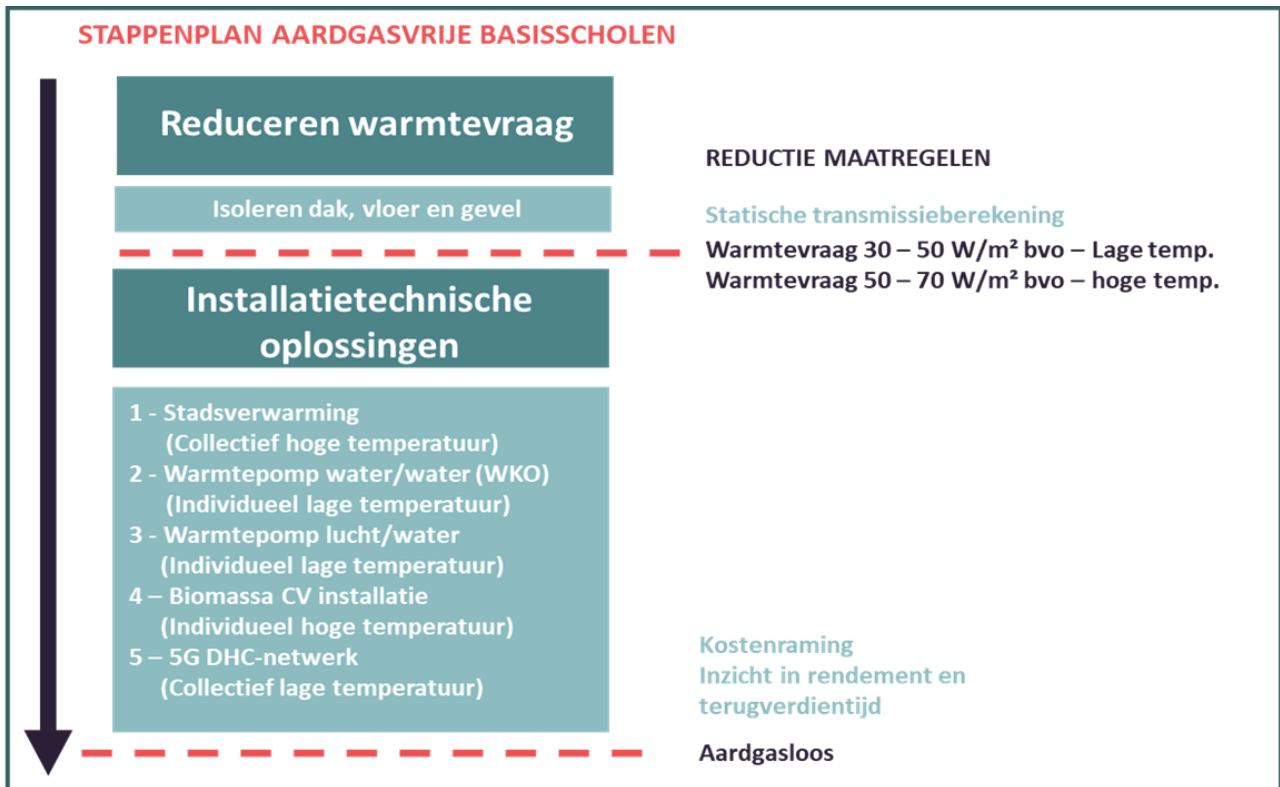 STAPPENPLAN AARDGASVRIJE BASISSCHOLEN
Reduceren warmtevraag
REDUCTIE MAATREGELEN
Isoleren dak, vloer en gevel
Statische transmissieberekening
Warmtevraag 30 – 50 W/m² bvo – Lage temp.
Warmtevraag 50 – 70 W/m² bvo – hoge temp.
Installatietechnische
oplossingen
1 - Stadsverwarming
(Collectief hoge temperatuur)
2 - Warmtepomp water/water (WKO)
(Individueel lage temperatuur)
3 - Warmtepomp lucht/water
(Individueel lage temperatuur)
4 – Biomassa CV installatie
(Individueel hoge temperatuur)
5 – 5G DHC-netwerk
(Collectief lage temperatuur)
Kostenraming
Inzicht in rendement en
terugverdientijd
Aardgasloos